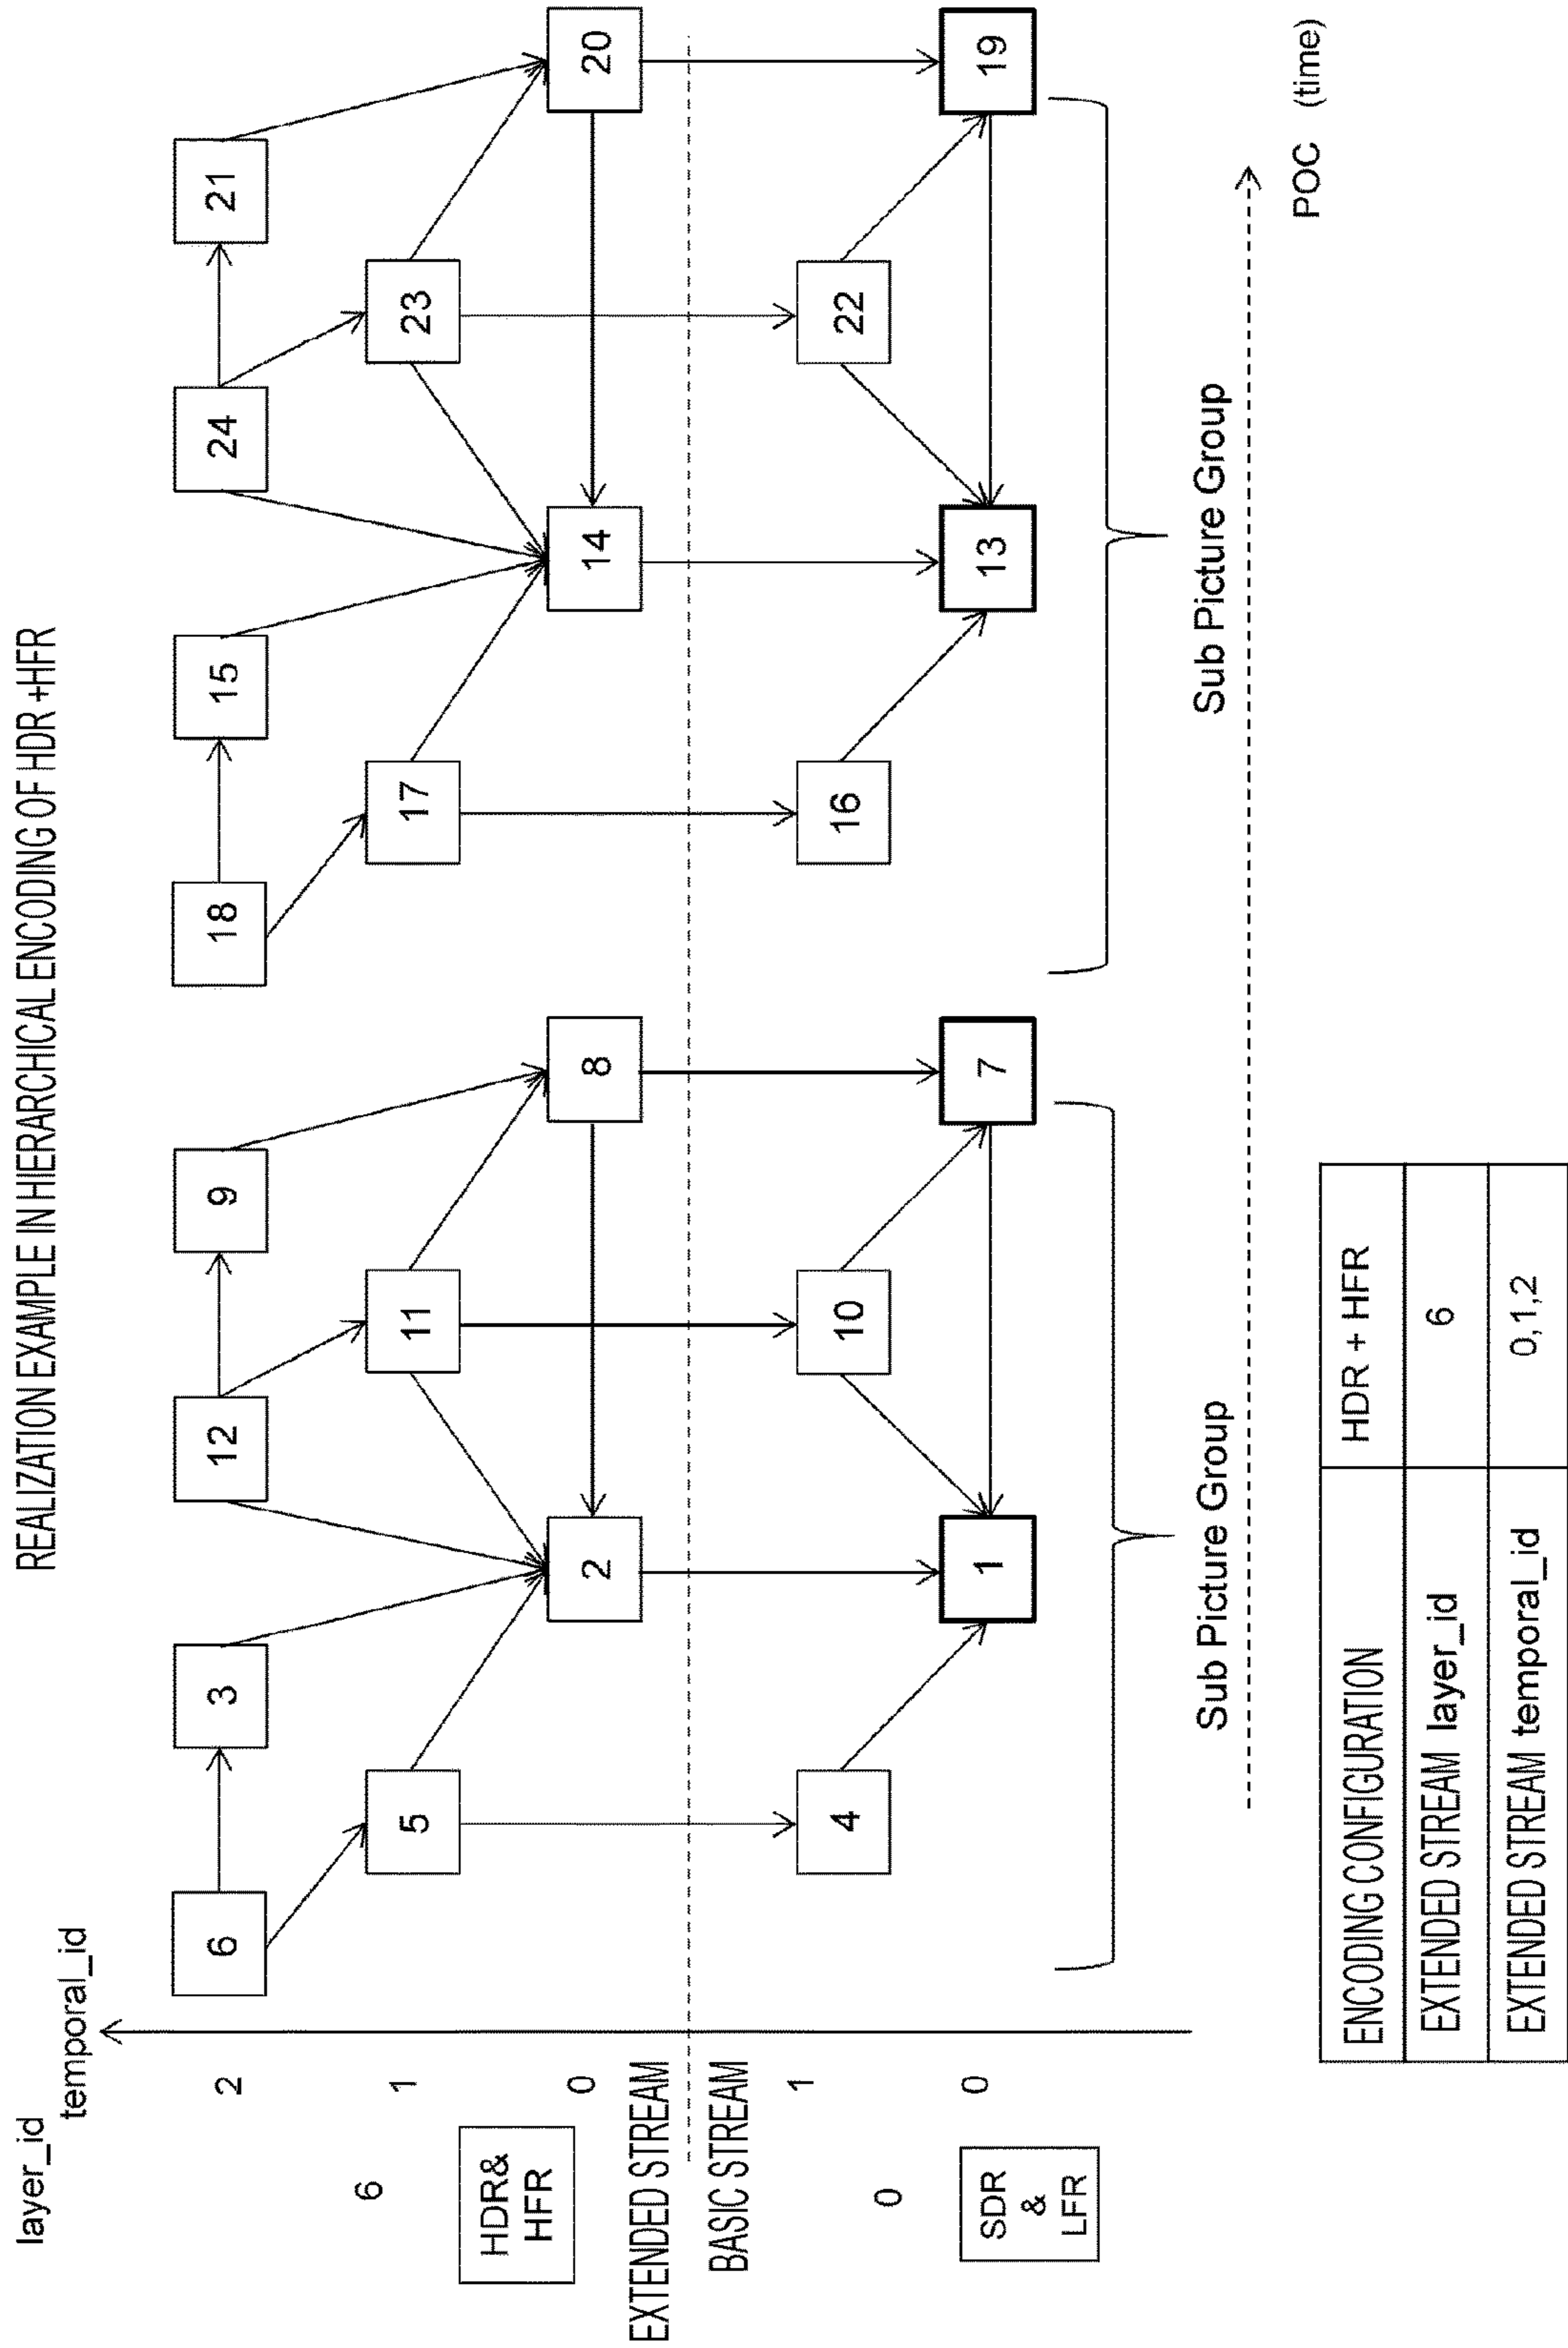 REALIZATION EXAMPLE IN HIERARCHICAL ENCODING OF HDR +HFR
layer_id
temporal_id
2
6 3 12 9 18 15 24 21
6
1
5 11 17 23
HDR&
HFR
0
2 8 14 20
EXTENDED STREAM
BASIC STREAM
1
4 10 16 22
0
0
1 7 13 19
SDR
&
LFR
Sub Picture Group
Sub Picture Group
POC (time)
ENCODING CONFIGURATION HDR + HFR
EXTENDED STREAM layer_id 6
EXTENDED STREAM temporal_id 0,1,2